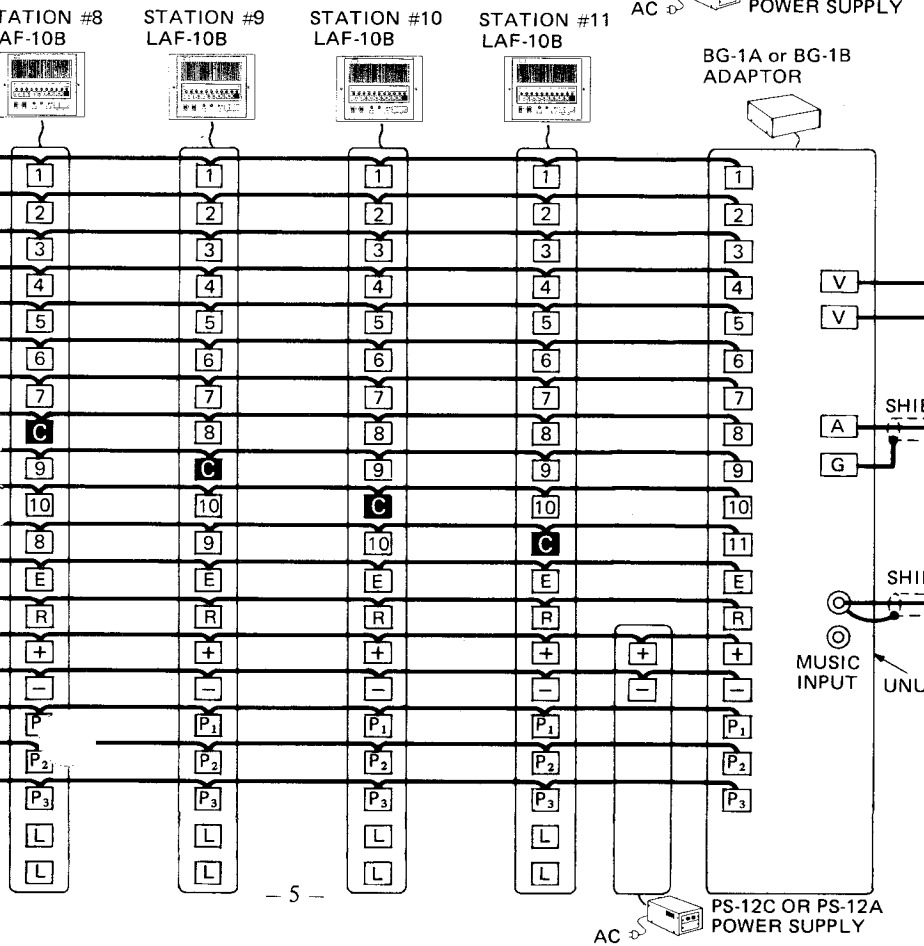 TATION #8 STATION #9 STATION #10 STATION #11 AC POWER SUPPLY
AF-10B LAF-10B LAF-10B LAF-10B
BG-1A or BG-1B
ADAPTOR
1 1 1 1 1
2 2 2 2 2
3 3 3 3 3
4 4 4 4 4 V
5 5 5 5 5 V
6 6 6 6 6
7 7 7 7 7
SHIE
C 8 8 8 8 A
9 C 9 9 9 G
10 10 C 10 10
8 9 10 C 11
E E E E E SHI
R R R R R
+ + + + + +
MUSIC
INPUT
− − − − − − UNU
P P₁ P₁ P₁ P₁
P₂ P₂ P₂ P₂ P₂
P₃ P₃ P₃ P₃ P₃
L L L L
L L L L
— 5 —
PS-12C OR PS-12A
AC POWER SUPPLY